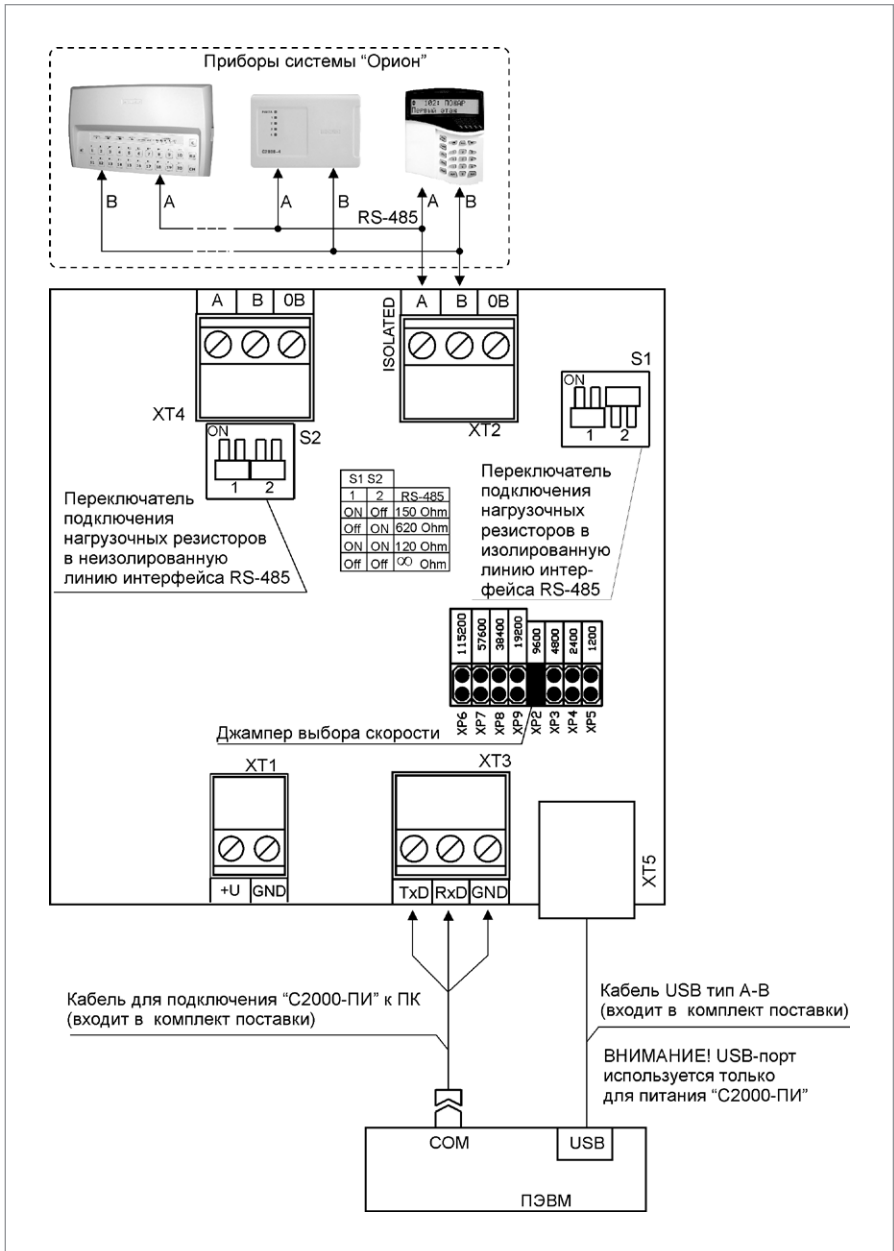 Приборы системы “Орион”
102: ПОЖАР
Первый этаж
B A A B A B
RS-485
A B 0B
ISOLATED
A B 0B
XT4
XT2
S1
ON
1 2
ON
S2
1 2
Переключатель
подключения
нагрузочных резисторов
в неизолированную
линию интерфейса RS-485
S1 S2
1 2 RS-485
ON Off 150 Ohm
Off ON 620 Ohm
ON ON 120 Ohm
Off Off ∞ Ohm
Переключатель
подключения
нагрузочных
резисторов в
изолированную
линию интер-
фейса RS-485
115200 57600 38400 19200 9600 4800 2400 1200
XP6 XP7 XP8 XP9 XP2 XP3 XP4 XP5
Джампер выбора скорости
XT1
XT3
XT5
+U GND
TxD RxD GND
Кабель для подключения “С2000-ПИ” к ПК
(входит в комплект поставки)
Кабель USB тип А-В
(входит в комплект поставки)
ВНИМАНИЕ! USB-порт
используется только
для питания “С2000-ПИ”
COM
USB
ПЭВМ